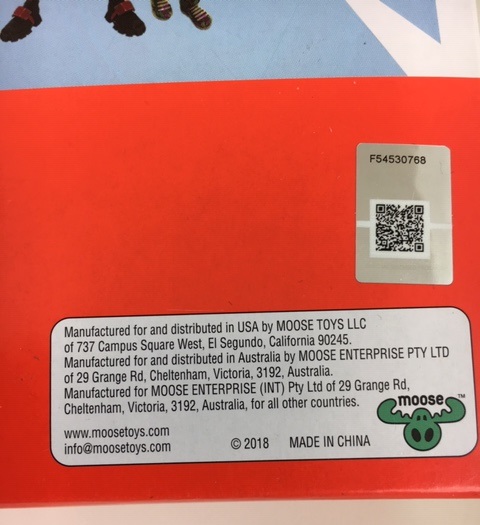 F54530768
Manufactured for and distributed in USA by MOOSE TOYS LLC
of 737 Campus Square West, El Segundo, California 90245.
Manufactured for and distributed in Australia by MOOSE ENTERPRISE PTY LTD
of 29 Grange Rd, Cheltenham, Victoria, 3192, Australia.
Manufactured for MOOSE ENTERPRISE (INT) Pty Ltd of 29 Grange Rd,
Cheltenham, Victoria, 3192, Australia, for all other countries.
moose™
www.moosetoys.com
info@moosetoys.com © 2018 MADE IN CHINA